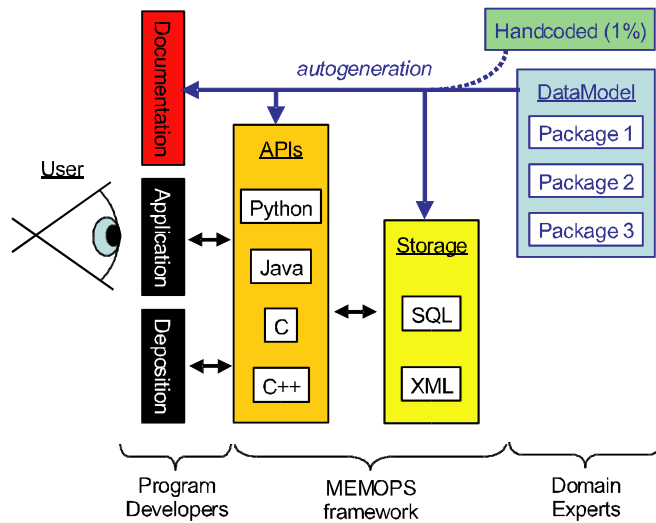 Handcoded (1%)
autogeneration
Documentation
DataModel
Package 1
Package 2
Package 3
User
APIs
Python
Java
C
C++
Application
Deposition
Storage
SQL
XML
Program
Developers
MEMOPS
framework
Domain
Experts